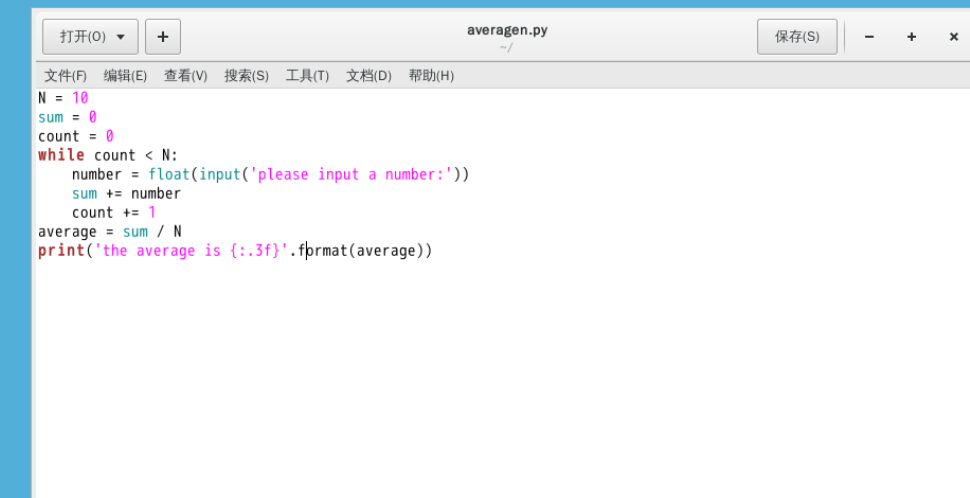 打开(O) + averagen.py 保存(S) − + ×
~/
文件(F) 编辑(E) 查看(V) 搜索(S) 工具(T) 文档(D) 帮助(H)
N = 10
sum = 0
count = 0
while count < N:
    number = float(input('please input a number:'))
    sum += number
    count += 1
average = sum / N
print('the average is {:.3f}'.format(average))